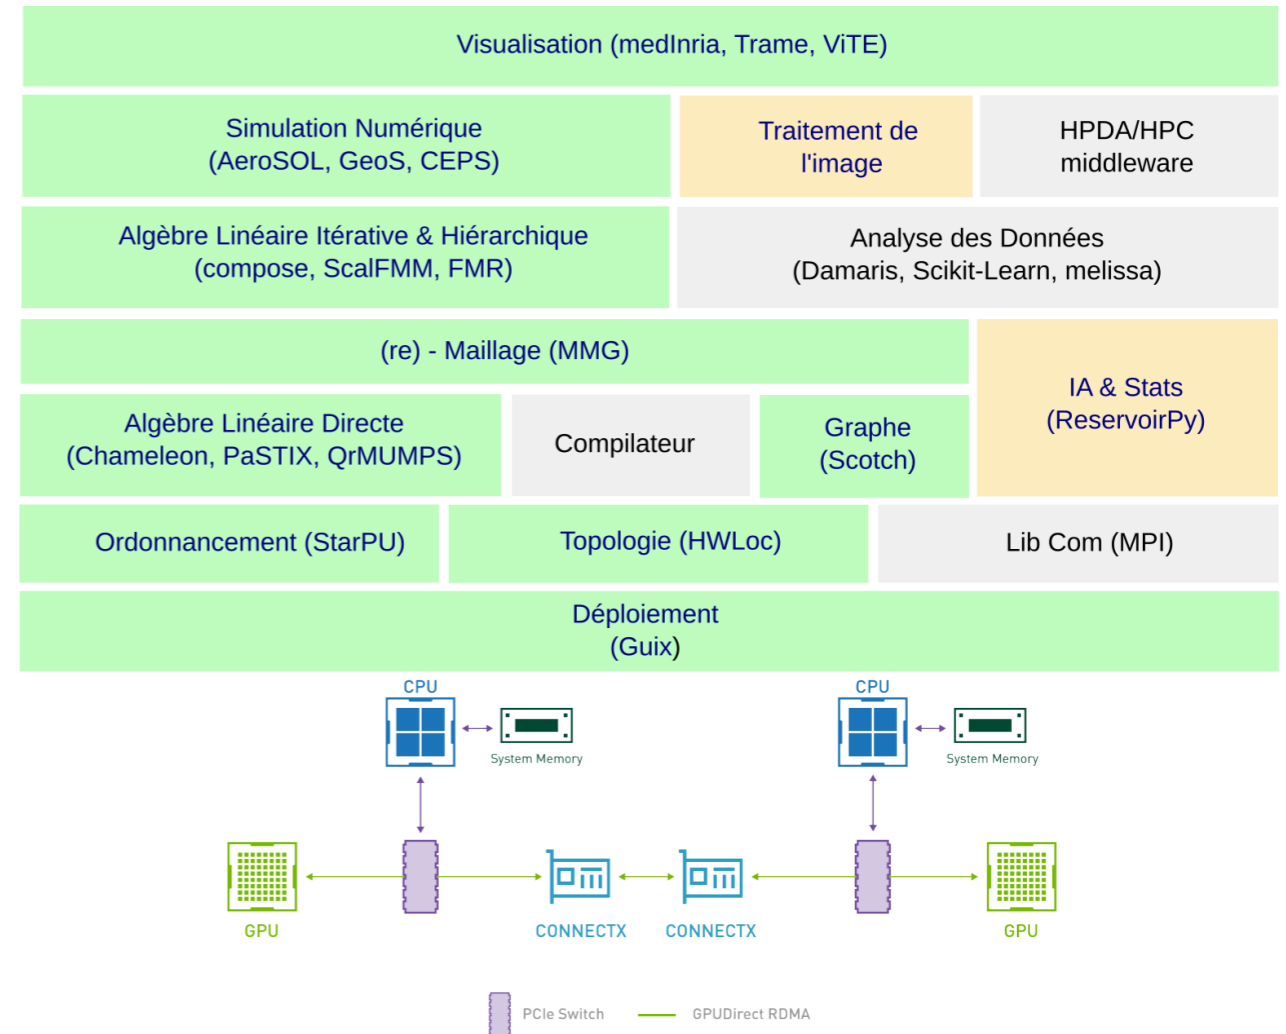 Visualisation (medInria, Trame, ViTE)
Simulation Numérique
(AeroSOL, GeoS, CEPS)
Traitement de
l'image
HPDA/HPC
middleware
Algèbre Linéaire Itérative & Hiérarchique
(compose, ScalFMM, FMR)
Analyse des Données
(Damaris, Scikit-Learn, melissa)
(re) - Maillage (MMG)
IA & Stats
(ReservoirPy)
Algèbre Linéaire Directe
(Chameleon, PaSTIX, QrMUMPS)
Compilateur
Graphe
(Scotch)
Ordonnancement (StarPU)
Topologie (HWLoc)
Lib Com (MPI)
Déploiement
(Guix)
CPU
System Memory
CPU
System Memory
GPU
CONNECTX
CONNECTX
GPU
PCIe Switch
GPUDirect RDMA